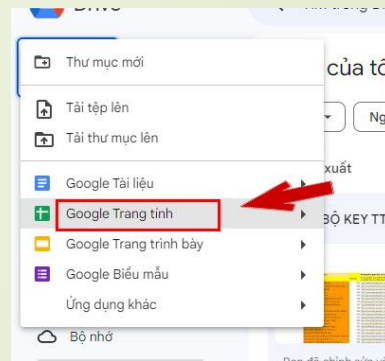 Drive
Thư mục mới
của tô
Tải tệp lên
Tải thư mục lên
Ng
xuất
Google Tài liệu
Google Trang tính
BỘ KEY TT
Google Trang trình bày
Google Biểu mẫu
Ứng dụng khác
Bộ nhớ